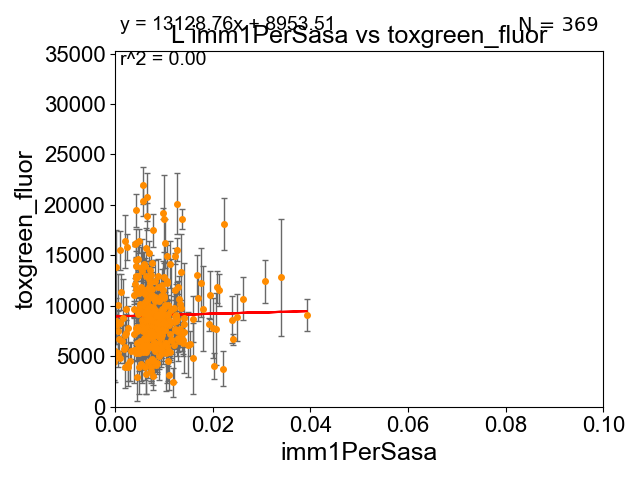 y = 13128.76x + 8953.51
N = 369
L imm1PerSasa vs toxgreen_fluor
r^2 = 0.00
35000
30000
25000
20000
15000
10000
5000
0
toxgreen_fluor
0.00 0.02 0.04 0.06 0.08 0.10
imm1PerSasa